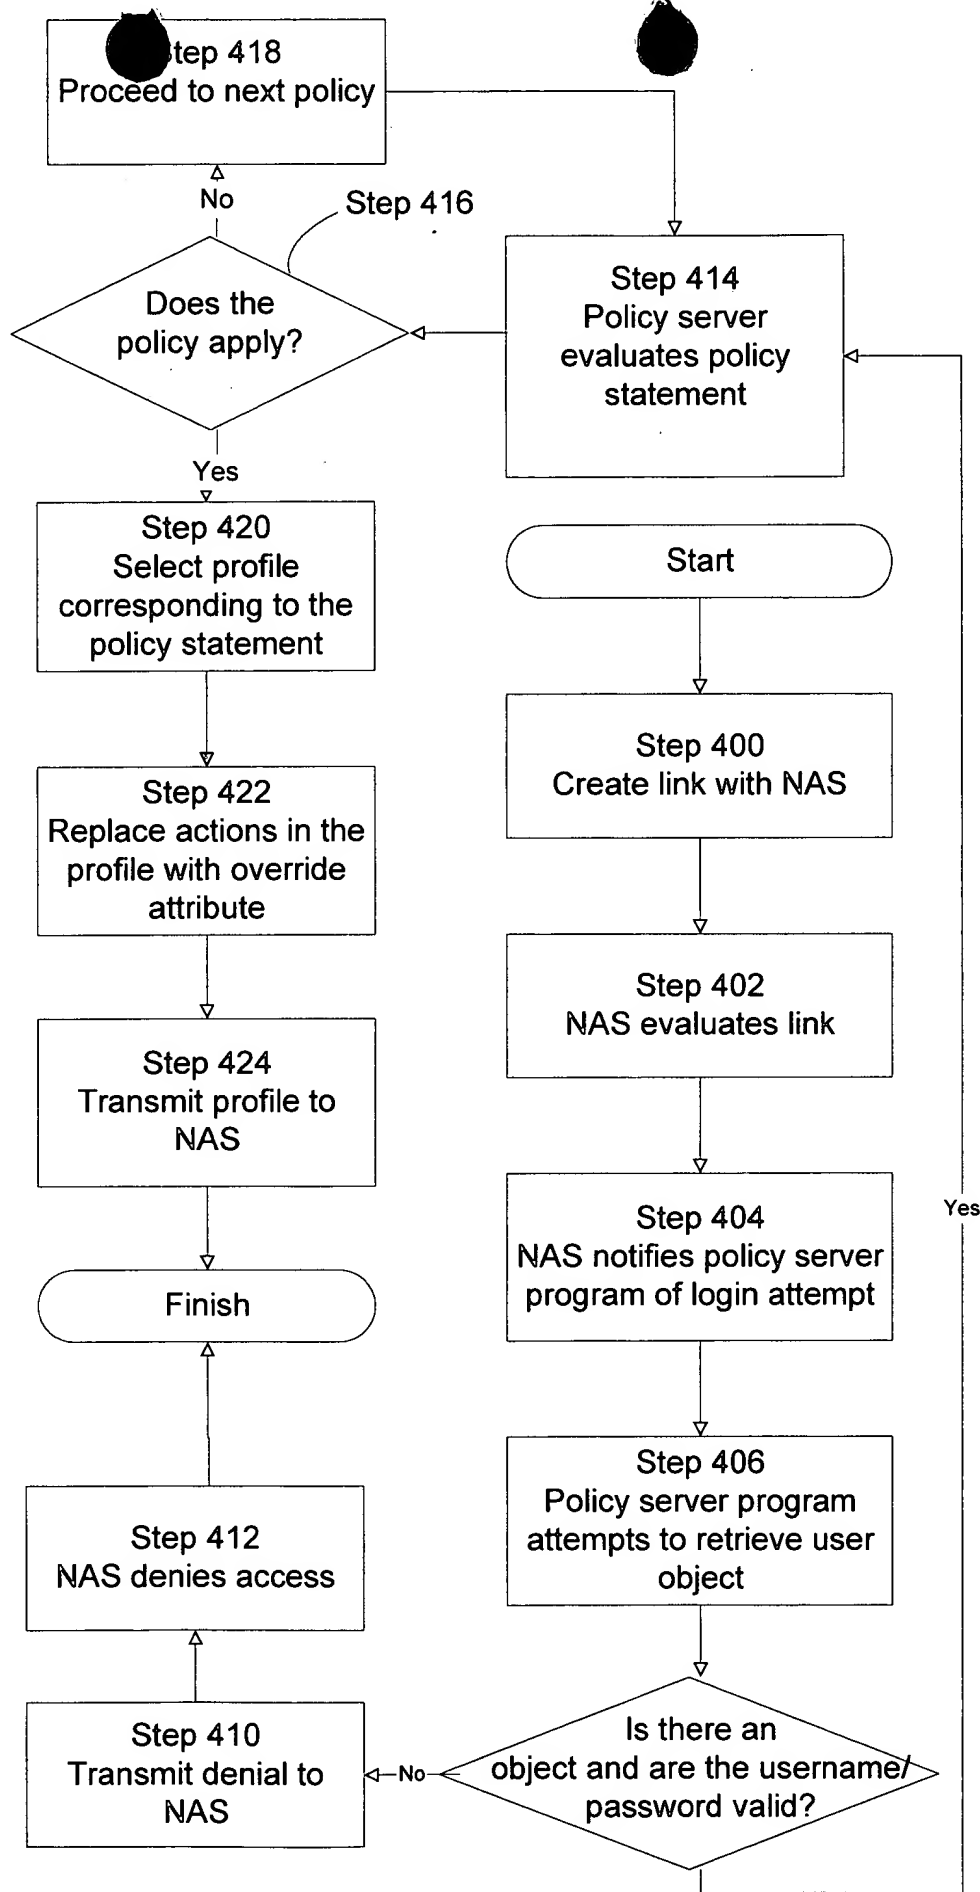 tep 418
Proceed to next policy
No
Step 416
Does the
policy apply?
Step 414
Policy server
evaluates policy
statement
Yes
Step 420
Select profile
corresponding to the
policy statement
Start
Step 422
Replace actions in the
profile with override
attribute
Step 400
Create link with NAS
Step 424
Transmit profile to
NAS
Step 402
NAS evaluates link
Finish
Step 404
NAS notifies policy server
program of login attempt
Yes
Step 412
NAS denies access
Step 406
Policy server program
attempts to retrieve user
object
Step 410
Transmit denial to
NAS
No
Is there an
object and are the username/
password valid?